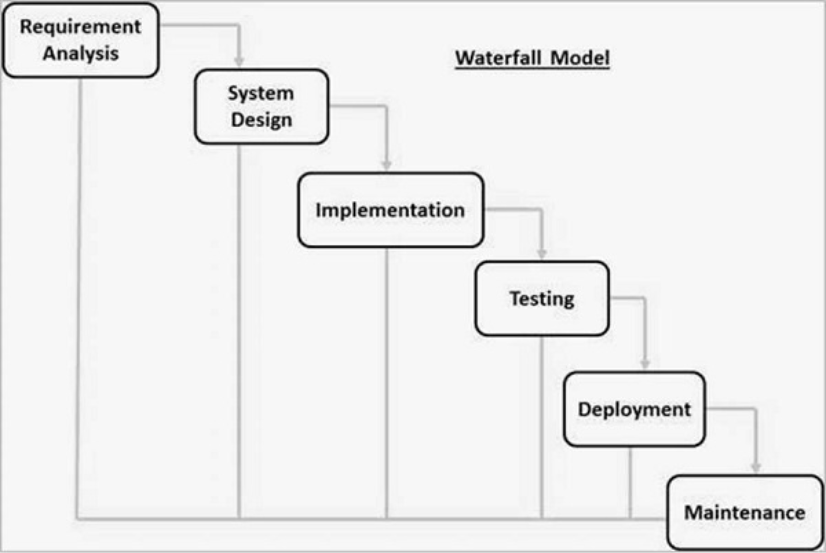 Requirement
Analysis
Waterfall Model
System
Design
Implementation
Testing
Deployment
Maintenance